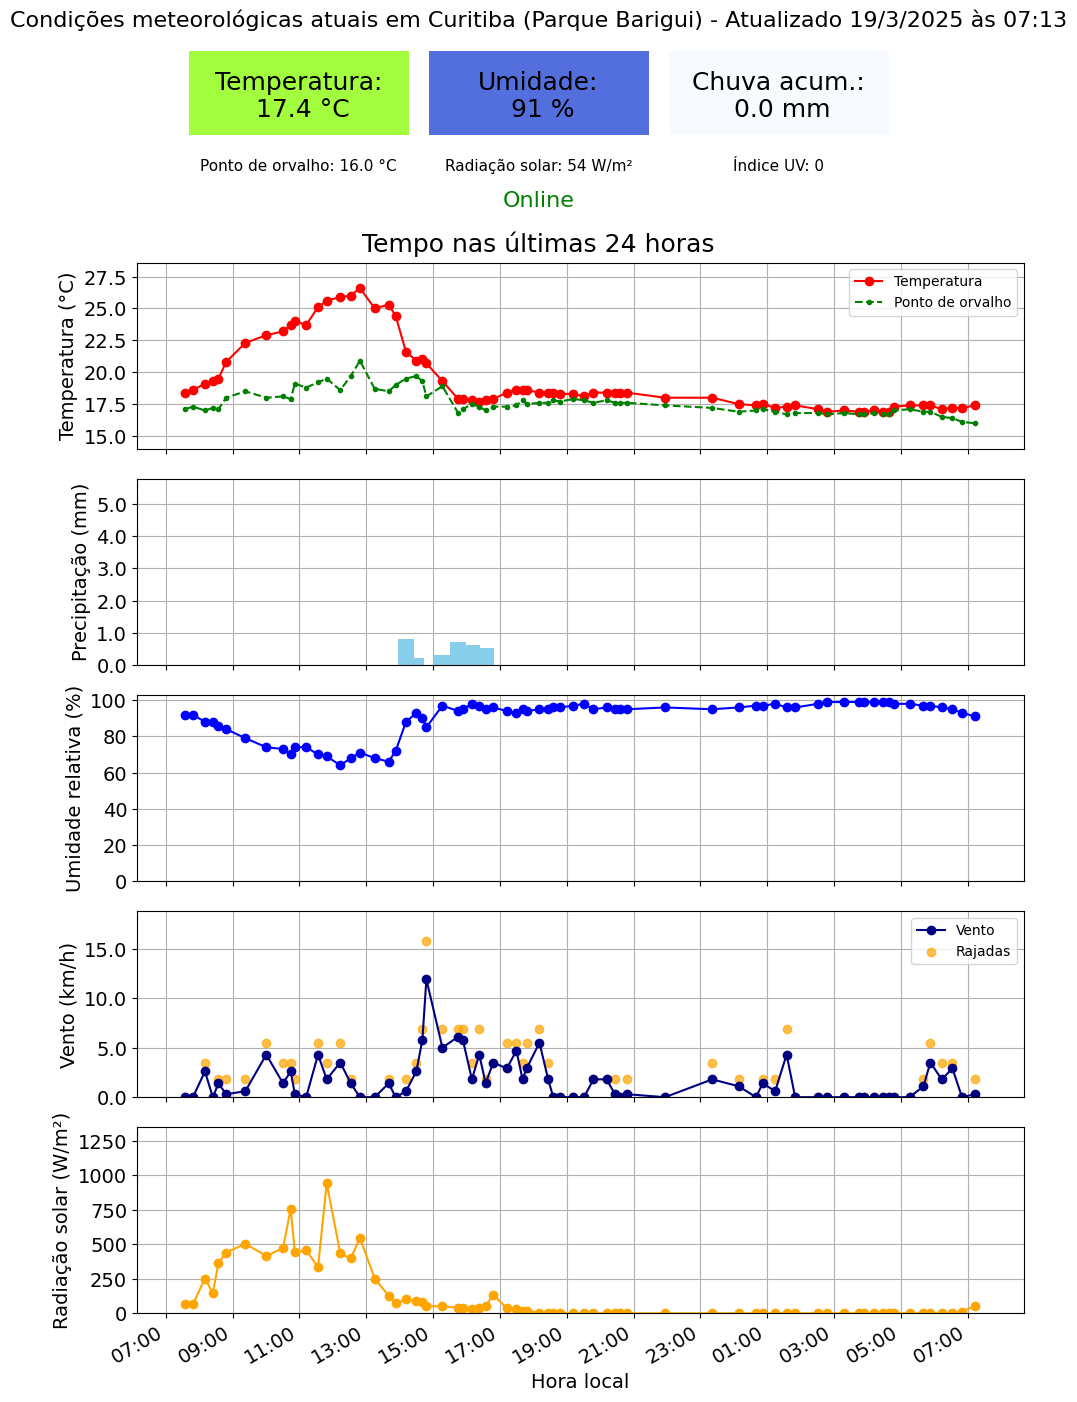 Condições meteorológicas atuais em Curitiba (Parque Barigui) - Atualizado 19/3/2025 às 07:13
Temperatura:
17.4 °C
Umidade:
91 %
Chuva acum.:
0.0 mm
Ponto de orvalho: 16.0 °C
Radiação solar: 54 W/m²
Índice UV: 0
Online
Tempo nas últimas 24 horas
Temperatura (°C)
27.5
25.0
22.5
20.0
17.5
15.0
Temperatura
Ponto de orvalho
Precipitação (mm)
5.0
4.0
3.0
2.0
1.0
0.0
Umidade relativa (%)
100
80
60
40
20
0
Vento (km/h)
15.0
10.0
5.0
0.0
Vento
Rajadas
Radiação solar (W/m²)
1250
1000
750
500
250
0
07:00
09:00
11:00
13:00
15:00
17:00
19:00
21:00
23:00
01:00
03:00
05:00
07:00
Hora local